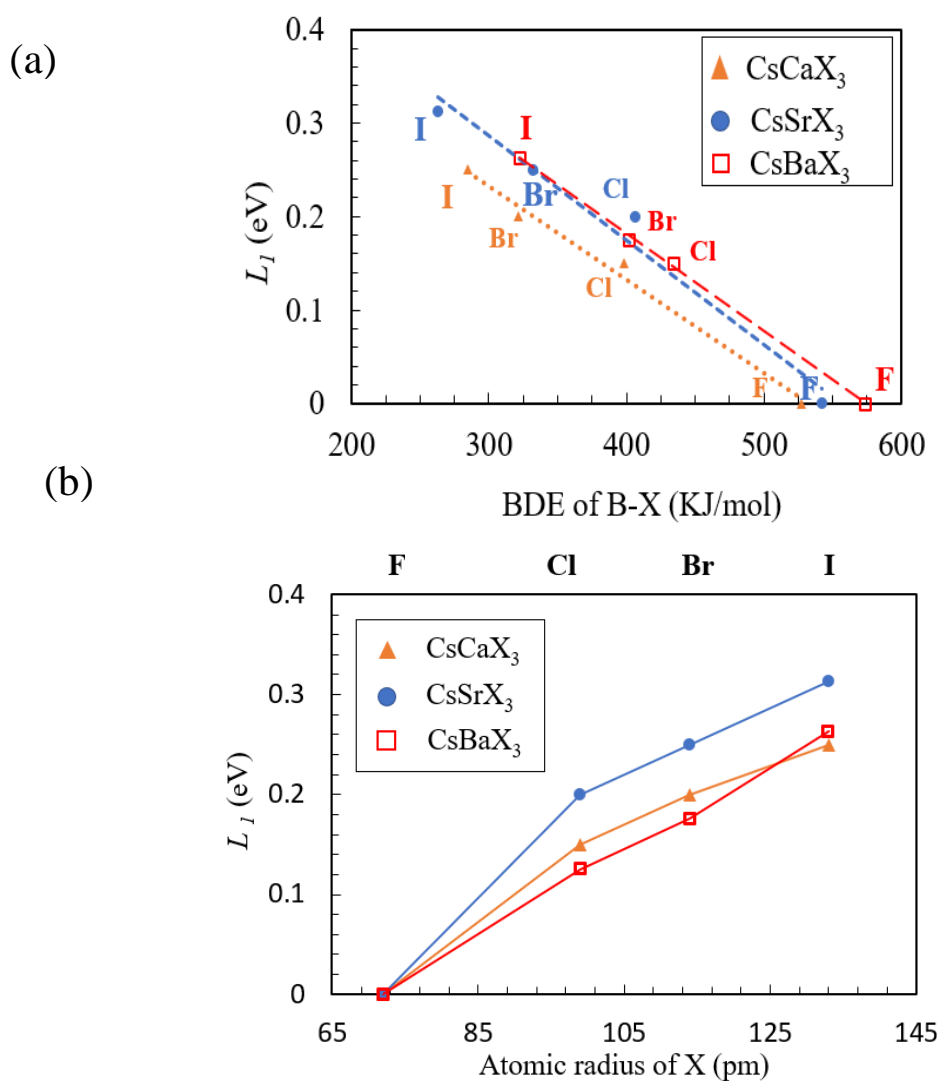 (a)
0.4
0.3
0.2
0.1
0
L1 (eV)
CsCaX3
CsSrX3
CsBaX3
I
I
I
Br
Br
Cl
Br
Cl
Cl
F
F
F
200
300
400
500
600
BDE of B-X (KJ/mol)
(b)
F
Cl
Br
I
0.4
0.3
0.2
0.1
0
L1 (eV)
CsCaX3
CsSrX3
CsBaX3
65
85
105
125
145
Atomic radius of X (pm)